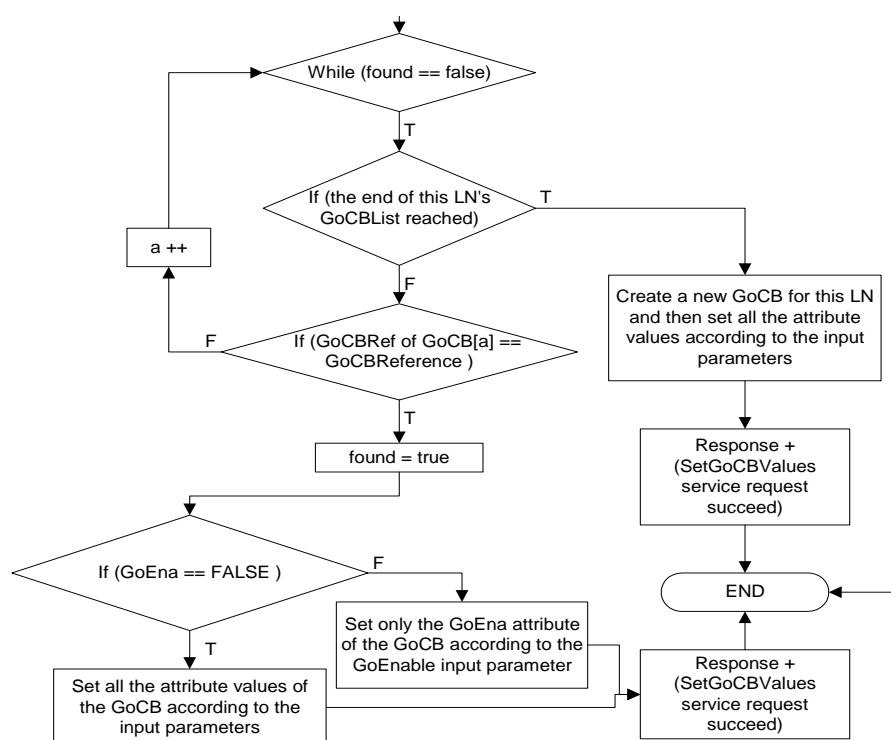 While (found == false)
T
If (the end of this LN's
GoCBList reached)
T
a ++
F
Create a new GoCB for this LN
and then set all the attribute
values according to the input
parameters
F
If (GoCBRef of GoCB[a] ==
GoCBReference )
T
found = true
Response +
(SetGoCBValues
service request
succeed)
If (GoEna == FALSE )
F
END
Set only the GoEna attribute
of the GoCB according to the
GoEnable input parameter
T
Set all the attribute values of
the GoCB according to the
input parameters
Response +
(SetGoCBValues
service request
succeed)